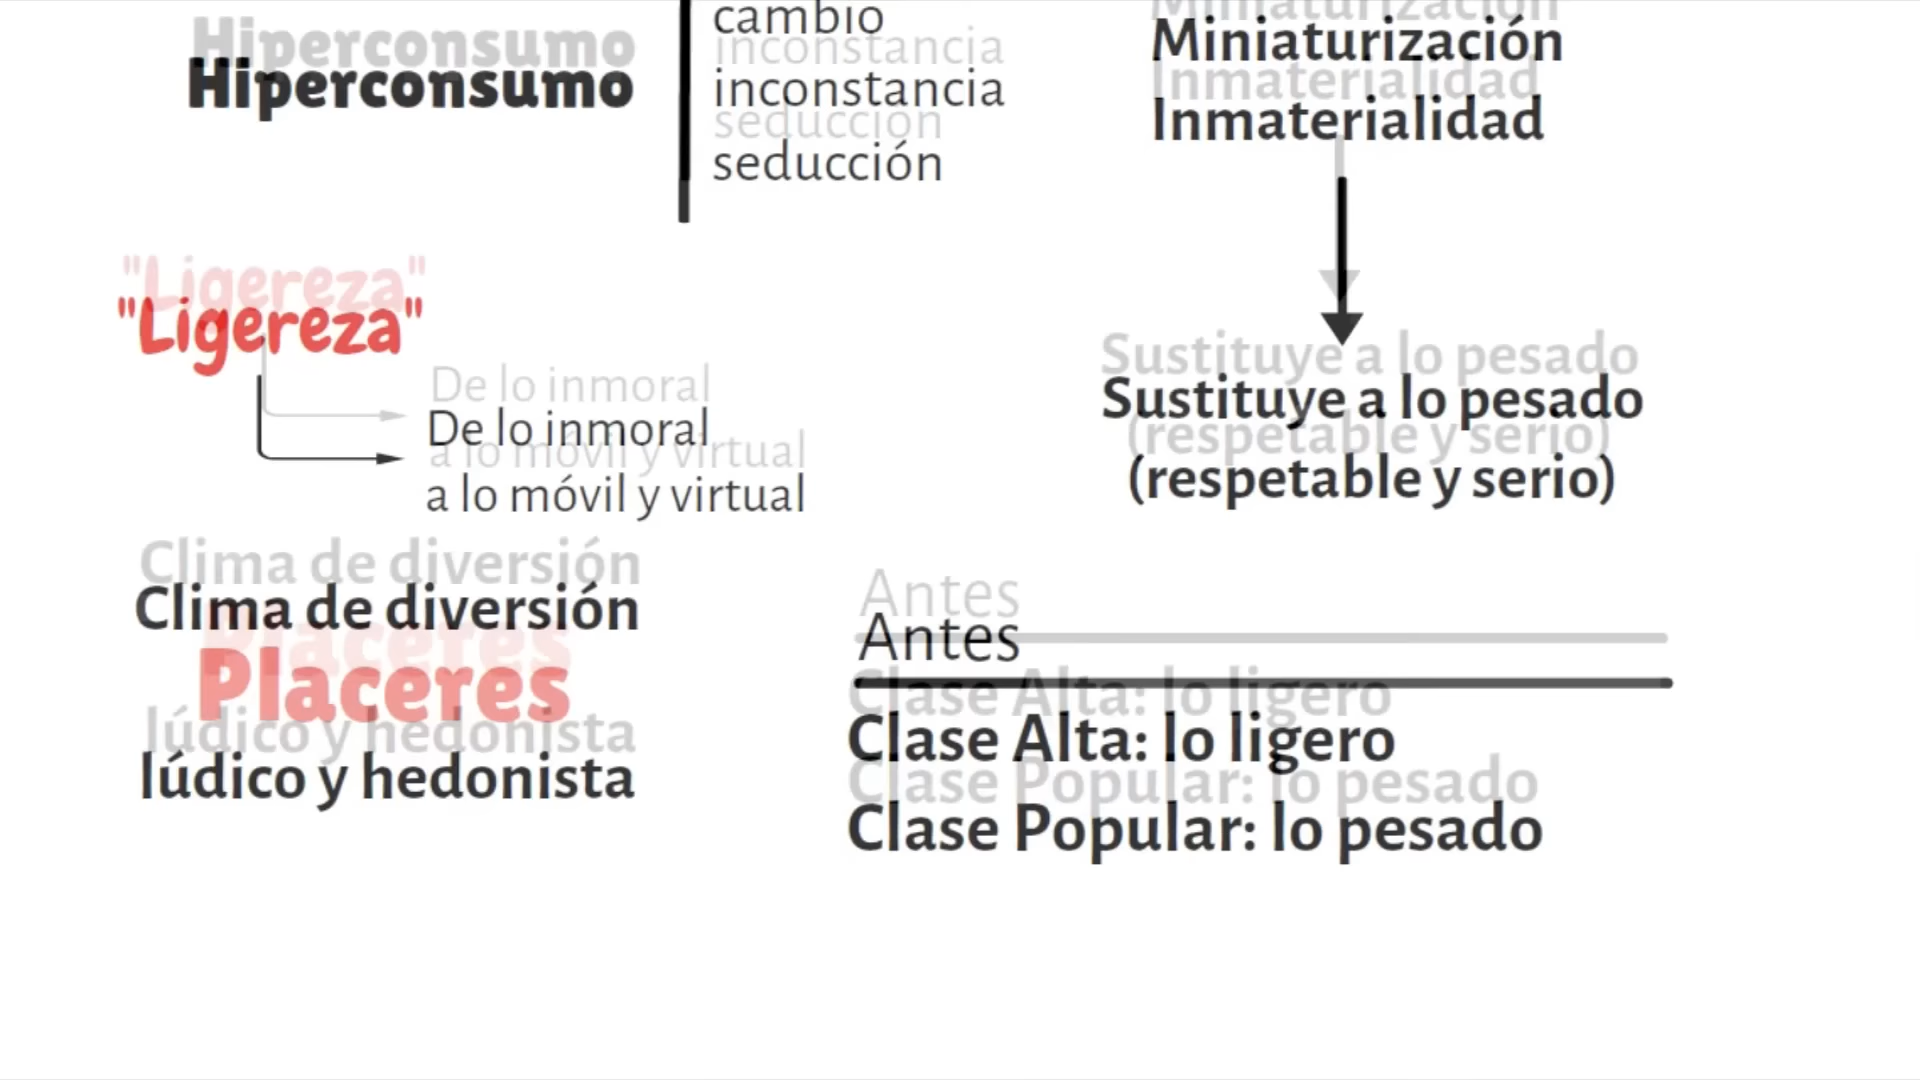 Hiperconsumo
cambio
inconstancia
seducción
Miniaturización
Inmaterialidad
"Ligereza"
De lo inmoral
a lo móvil y virtual
Sustituye a lo pesado
(respetable y serio)
Clima de diversión
Placeres
lúdico y hedonista
Antes
Clase Alta: lo ligero
Clase Popular: lo pesado